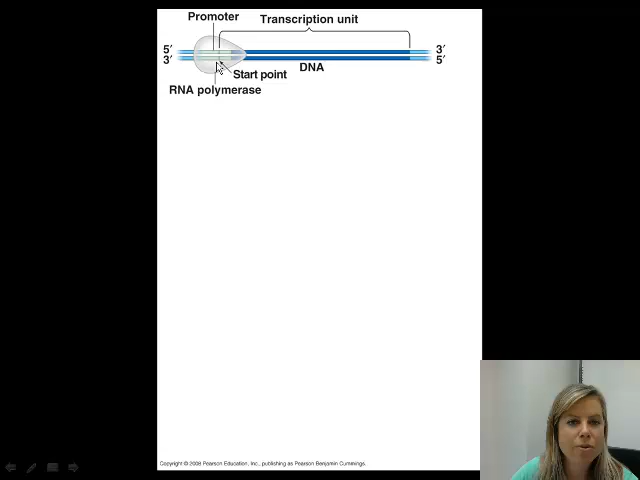 Promoter
Transcription unit
5′
3′
3′
5′
Start point
DNA
RNA polymerase
Copyright © 2008 Pearson Education, Inc., publishing as Pearson Benjamin Cummings.